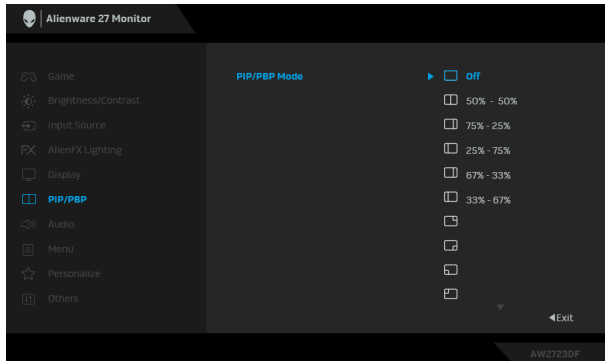 Alienware 27 Monitor
Game
Brightness/Contrast
Input Source
AlienFX Lighting
Display
PIP/PBP
Audio
Menu
Personalize
Others
PIP/PBP Mode
Off
50% - 50%
75% - 25%
25% - 75%
67% - 33%
33% - 67%
Exit
AW2723DF